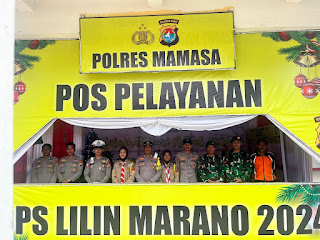 POLRES MAMASA
POS PELAYANAN
PS LILIN MARANO 2024